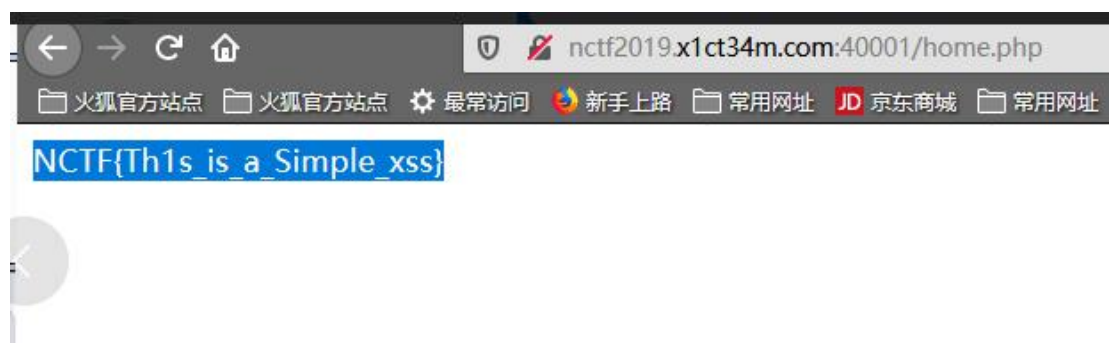 nctf2019.x1ct34m.com:40001/home.php
火狐官方站点 火狐官方站点 最常访问 新手上路 常用网址 JD 京东商城 常用网址
NCTF{Th1s_is_a_Simple_xss}